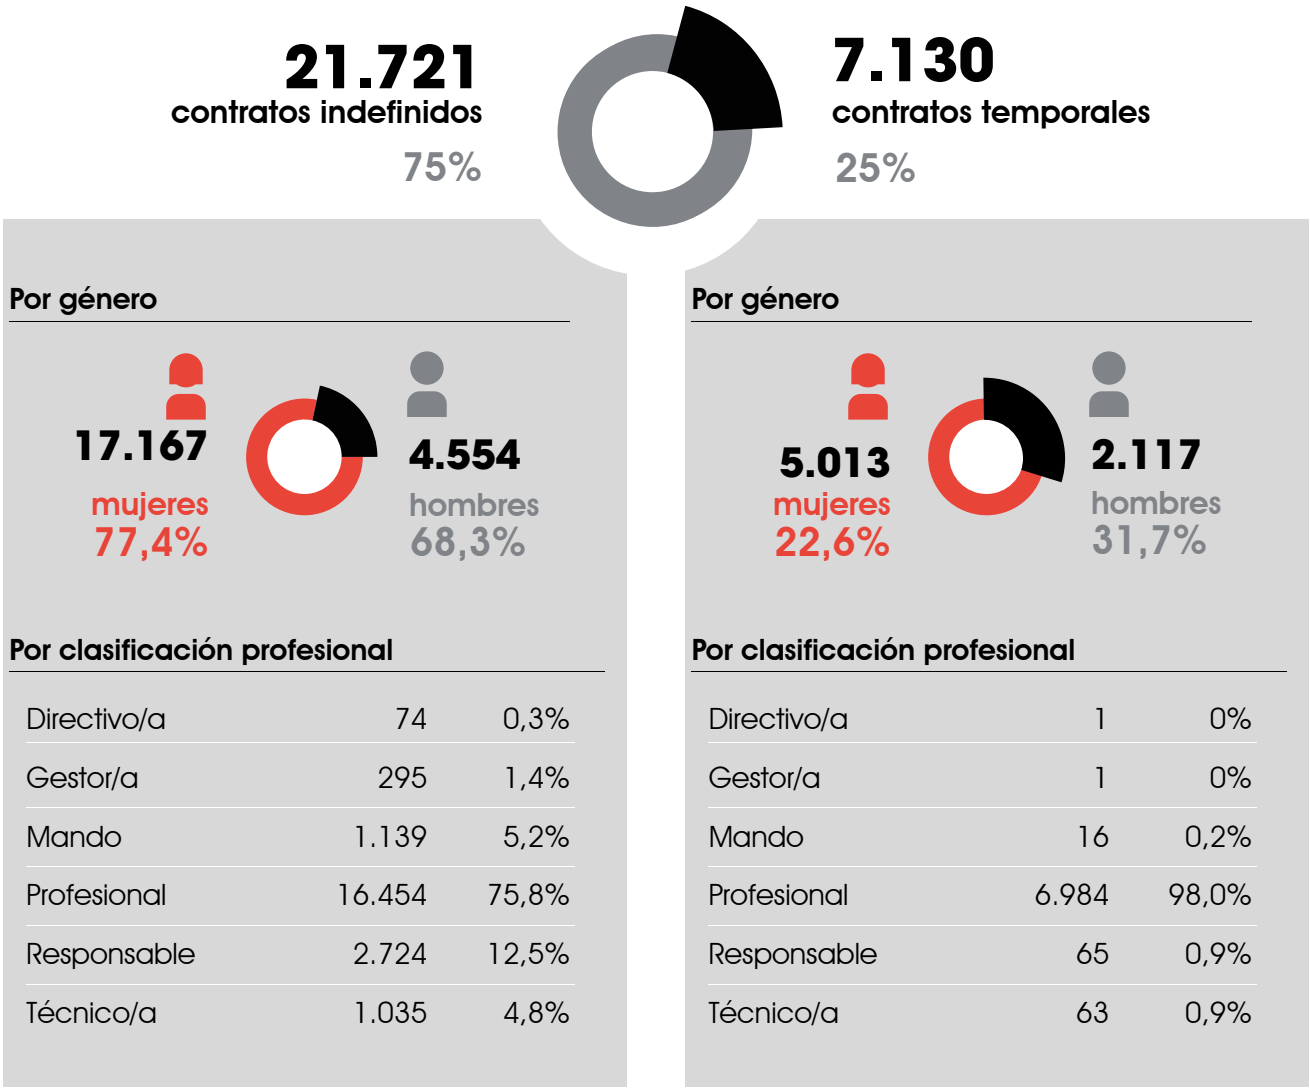 21.721
contratos indefinidos
75%
7.130
contratos temporales
25%
Por género
17.167
mujeres
77,4%
4.554
hombres
68,3%
Por clasificación profesional
Directivo/a 74 0,3%
Gestor/a 295 1,4%
Mando 1.139 5,2%
Profesional 16.454 75,8%
Responsable 2.724 12,5%
Técnico/a 1.035 4,8%
Por género
5.013
mujeres
22,6%
2.117
hombres
31,7%
Por clasificación profesional
Directivo/a 1 0%
Gestor/a 1 0%
Mando 16 0,2%
Profesional 6.984 98,0%
Responsable 65 0,9%
Técnico/a 63 0,9%